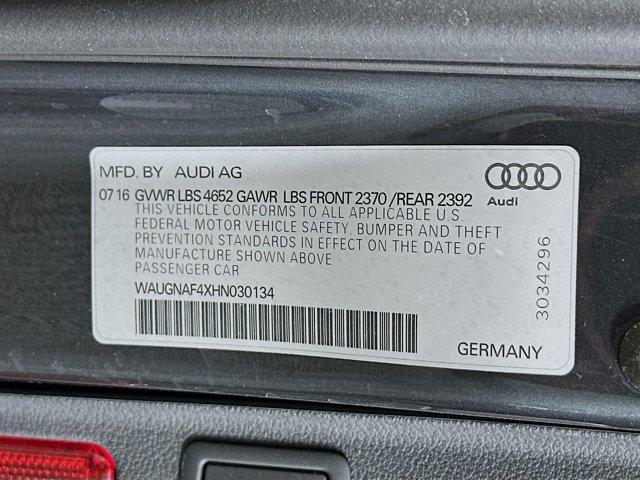 MFD. BY AUDI AG
07 16 GVWR LBS 4652 GAWR LBS FRONT 2370 /REAR 2392
THIS VEHICLE CONFORMS TO ALL APPLICABLE U.S.
FEDERAL MOTOR VEHICLE SAFETY, BUMPER AND THEFT
PREVENTION STANDARDS IN EFFECT ON THE DATE OF
MANUFACTURE SHOWN ABOVE
PASSENGER CAR
WAUGNAF4XHN030134
Audi
3034296
GERMANY